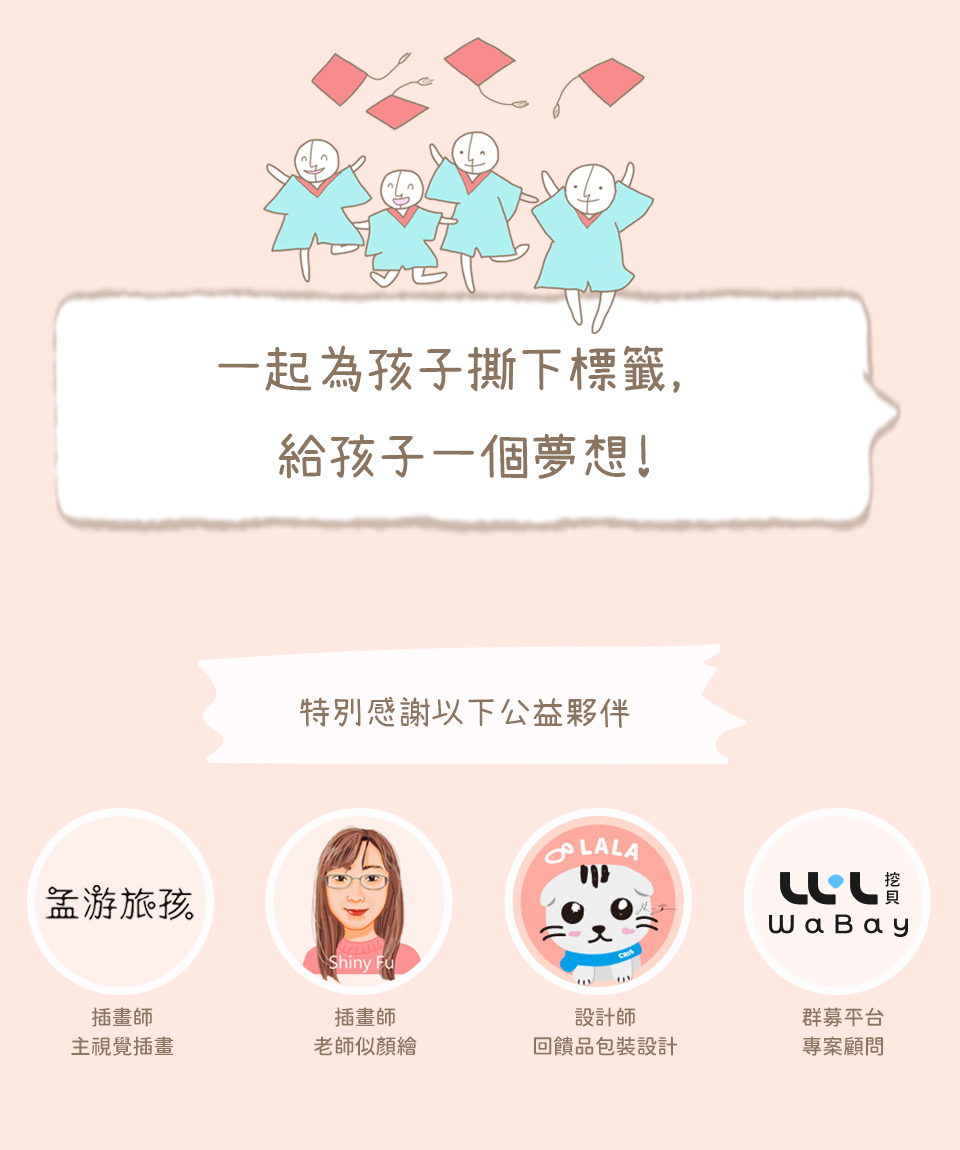 一起為孩子撕下標籤,
給孩子一個夢想!
特別感謝以下公益夥伴
孟游旅孩
插畫師
主視覺插畫
Shiny Fu
插畫師
老師似顏繪
LALA
CRIS
設計師
回饋品包裝設計
挖貝
WaBay
群募平台
專案顧問